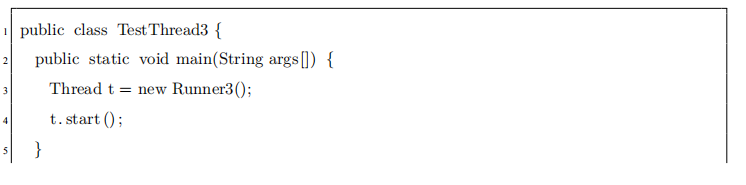 1 public class TestThread3 {
2 public static void main(String args[]) {
3 Thread t = new Runner3();
4 t.start();
5 }